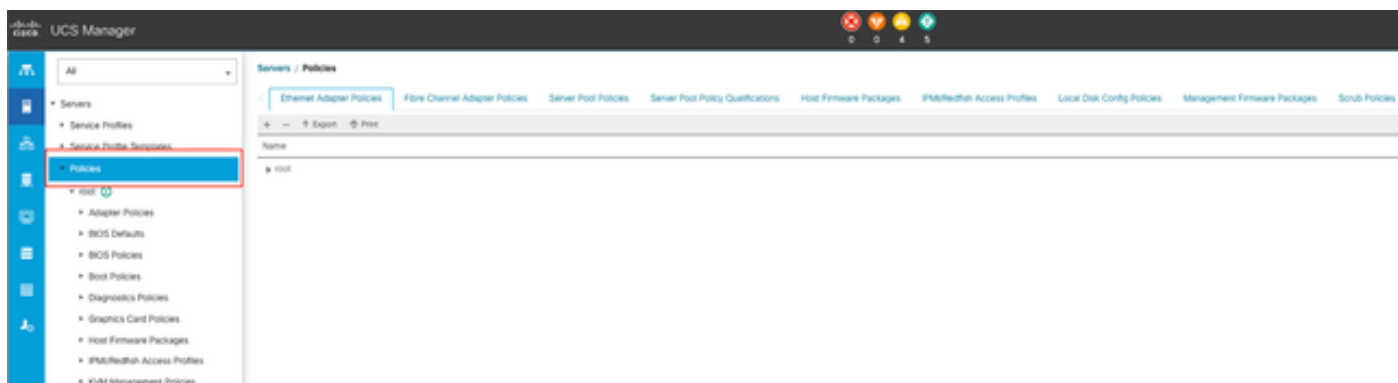 cisco UCS Manager
0 0 4 5
All
Servers
Service Profiles
Service Profile Templates
Policies
root
Adapter Policies
BIOS Defaults
BIOS Policies
Boot Policies
Diagnostics Policies
Graphics Card Policies
Host Firmware Packages
IPMI/Redfish Access Profiles
KVM Management Policies
Servers / Policies
Ethernet Adapter Policies Fibre Channel Adapter Policies Server Pool Policies Server Pool Policy Qualifications Host Firmware Packages IPMI/Redfish Access Profiles Local Disk Config Policies Management Firmware Packages Scrub Policies
+ − Export Print
Name
root